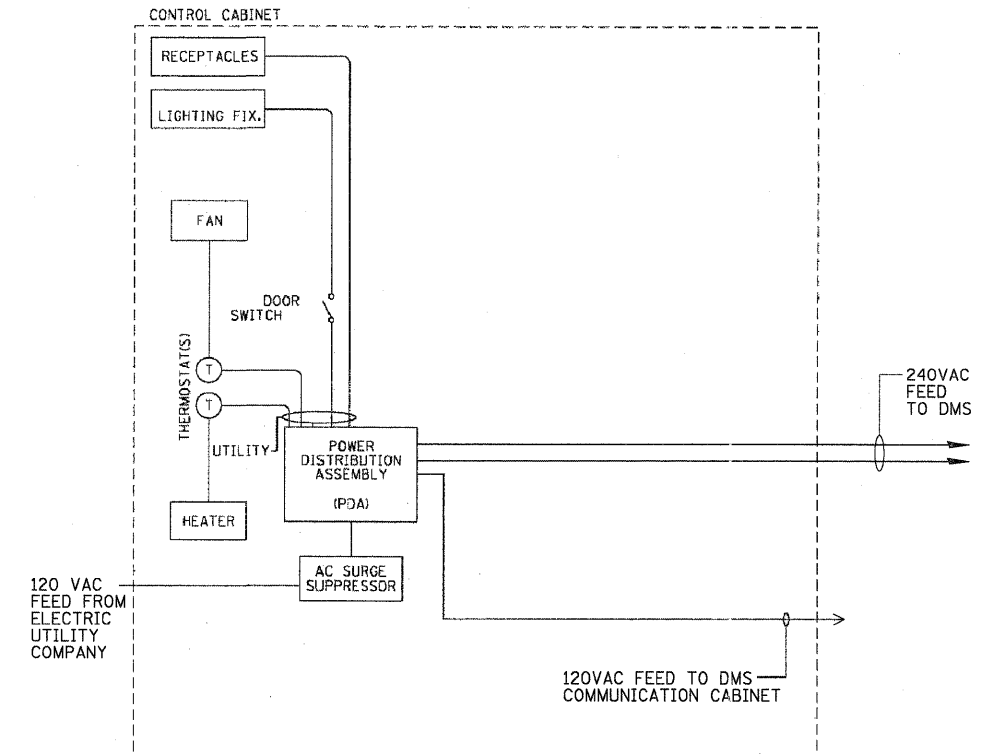 CONTROL CABINET
RECEPTACLES
LIGHTING FIX.
FAN
DOOR
SWITCH
THERMOSTAT(S)
T
T
240VAC
FEED
TO DMS
UTILITY
POWER
DISTRIBUTION
ASSEMBLY
(PDA)
HEATER
AC SURGE
SUPPRESSOR
120 VAC
FEED FROM
ELECTRIC
UTILITY
COMPANY
120VAC FEED TO DMS
COMMUNICATION CABINET